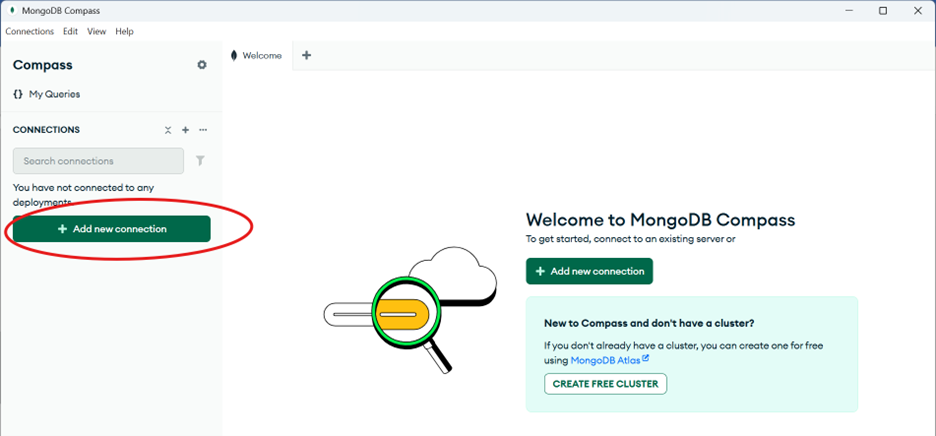 MongoDB Compass
Connections Edit View Help
Compass
{} My Queries
CONNECTIONS
Search connections
You have not connected to any
deployments.
+ Add new connection
Welcome +
Welcome to MongoDB Compass
To get started, connect to an existing server or
+ Add new connection
New to Compass and don't have a cluster?
If you don't already have a cluster, you can create one for free
using MongoDB Atlas
CREATE FREE CLUSTER